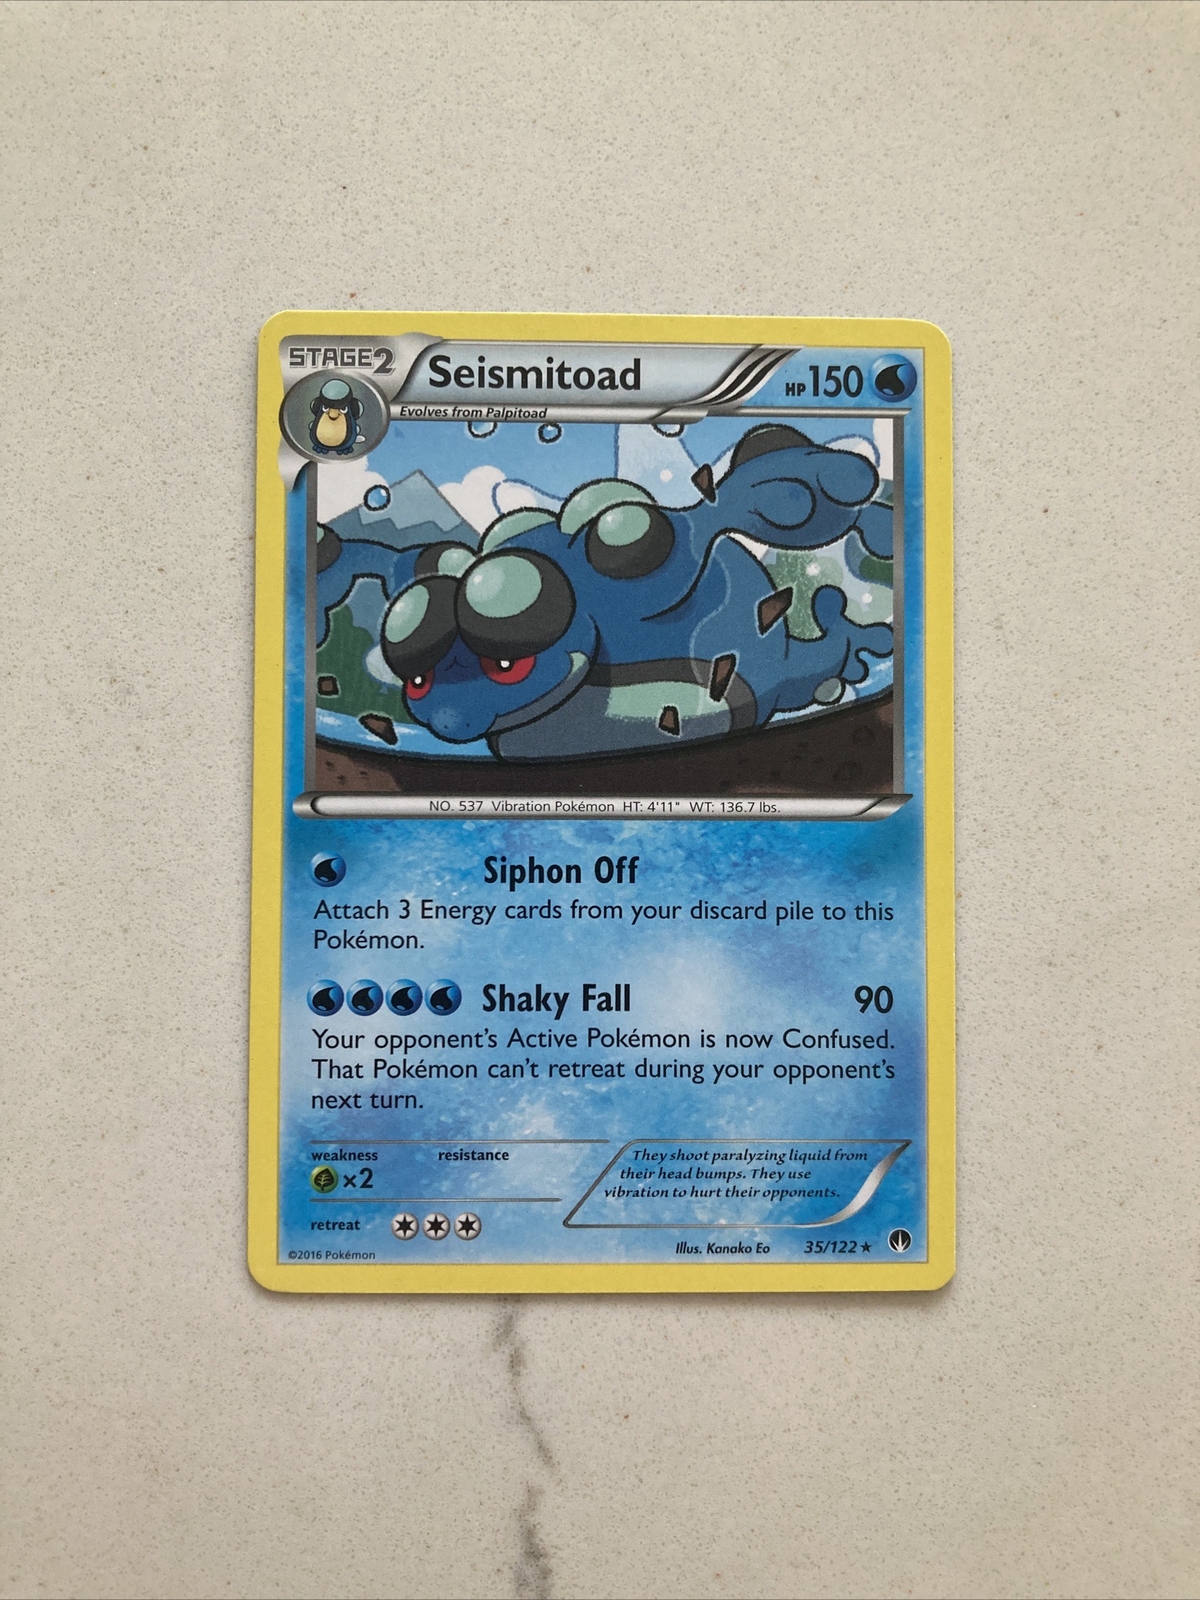 STAGE2
Seismitoad
HP150
Evolves from Palpitoad
NO. 537 Vibration Pokémon HT: 4'11" WT: 136.7 lbs.
Siphon Off
Attach 3 Energy cards from your discard pile to this
Pokémon.
Shaky Fall 90
Your opponent's Active Pokémon is now Confused.
That Pokémon can't retreat during your opponent's
next turn.
weakness resistance
×2
They shoot paralyzing liquid from
their head bumps. They use
vibration to hurt their opponents.
retreat
©2016 Pokémon
Illus. Kanako Eo 35/122 ★